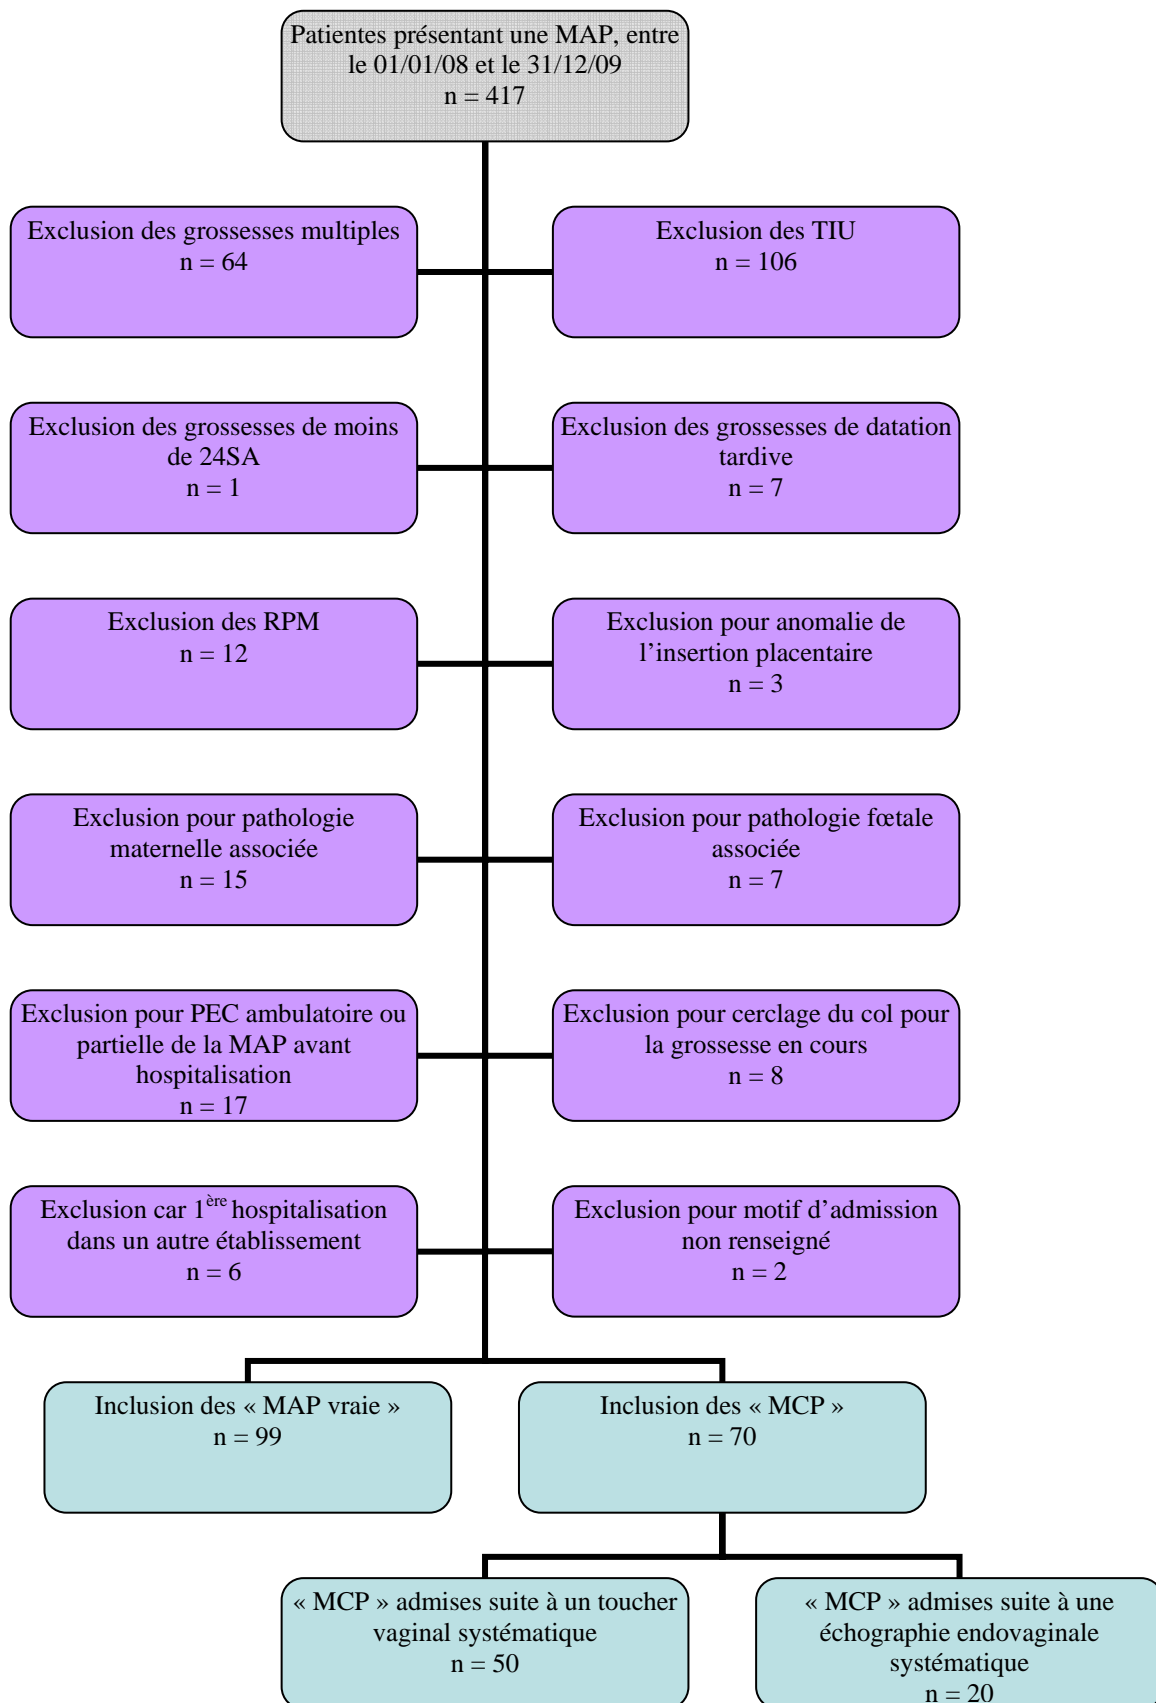 Patientes présentant une MAP, entre
le 01/01/08 et le 31/12/09
n = 417
Exclusion des grossesses multiples
n = 64
Exclusion des TIU
n = 106
Exclusion des grossesses de moins
de 24SA
n = 1
Exclusion des grossesses de datation
tardive
n = 7
Exclusion des RPM
n = 12
Exclusion pour anomalie de
l’insertion placentaire
n = 3
Exclusion pour pathologie
maternelle associée
n = 15
Exclusion pour pathologie fœtale
associée
n = 7
Exclusion pour PEC ambulatoire ou
partielle de la MAP avant
hospitalisation
n = 17
Exclusion pour cerclage du col pour
la grossesse en cours
n = 8
Exclusion car 1ère hospitalisation
dans un autre établissement
n = 6
Exclusion pour motif d’admission
non renseigné
n = 2
Inclusion des « MAP vraie »
n = 99
Inclusion des « MCP »
n = 70
« MCP » admises suite à un toucher
vaginal systématique
n = 50
« MCP » admises suite à une
échographie endovaginale
systématique
n = 20